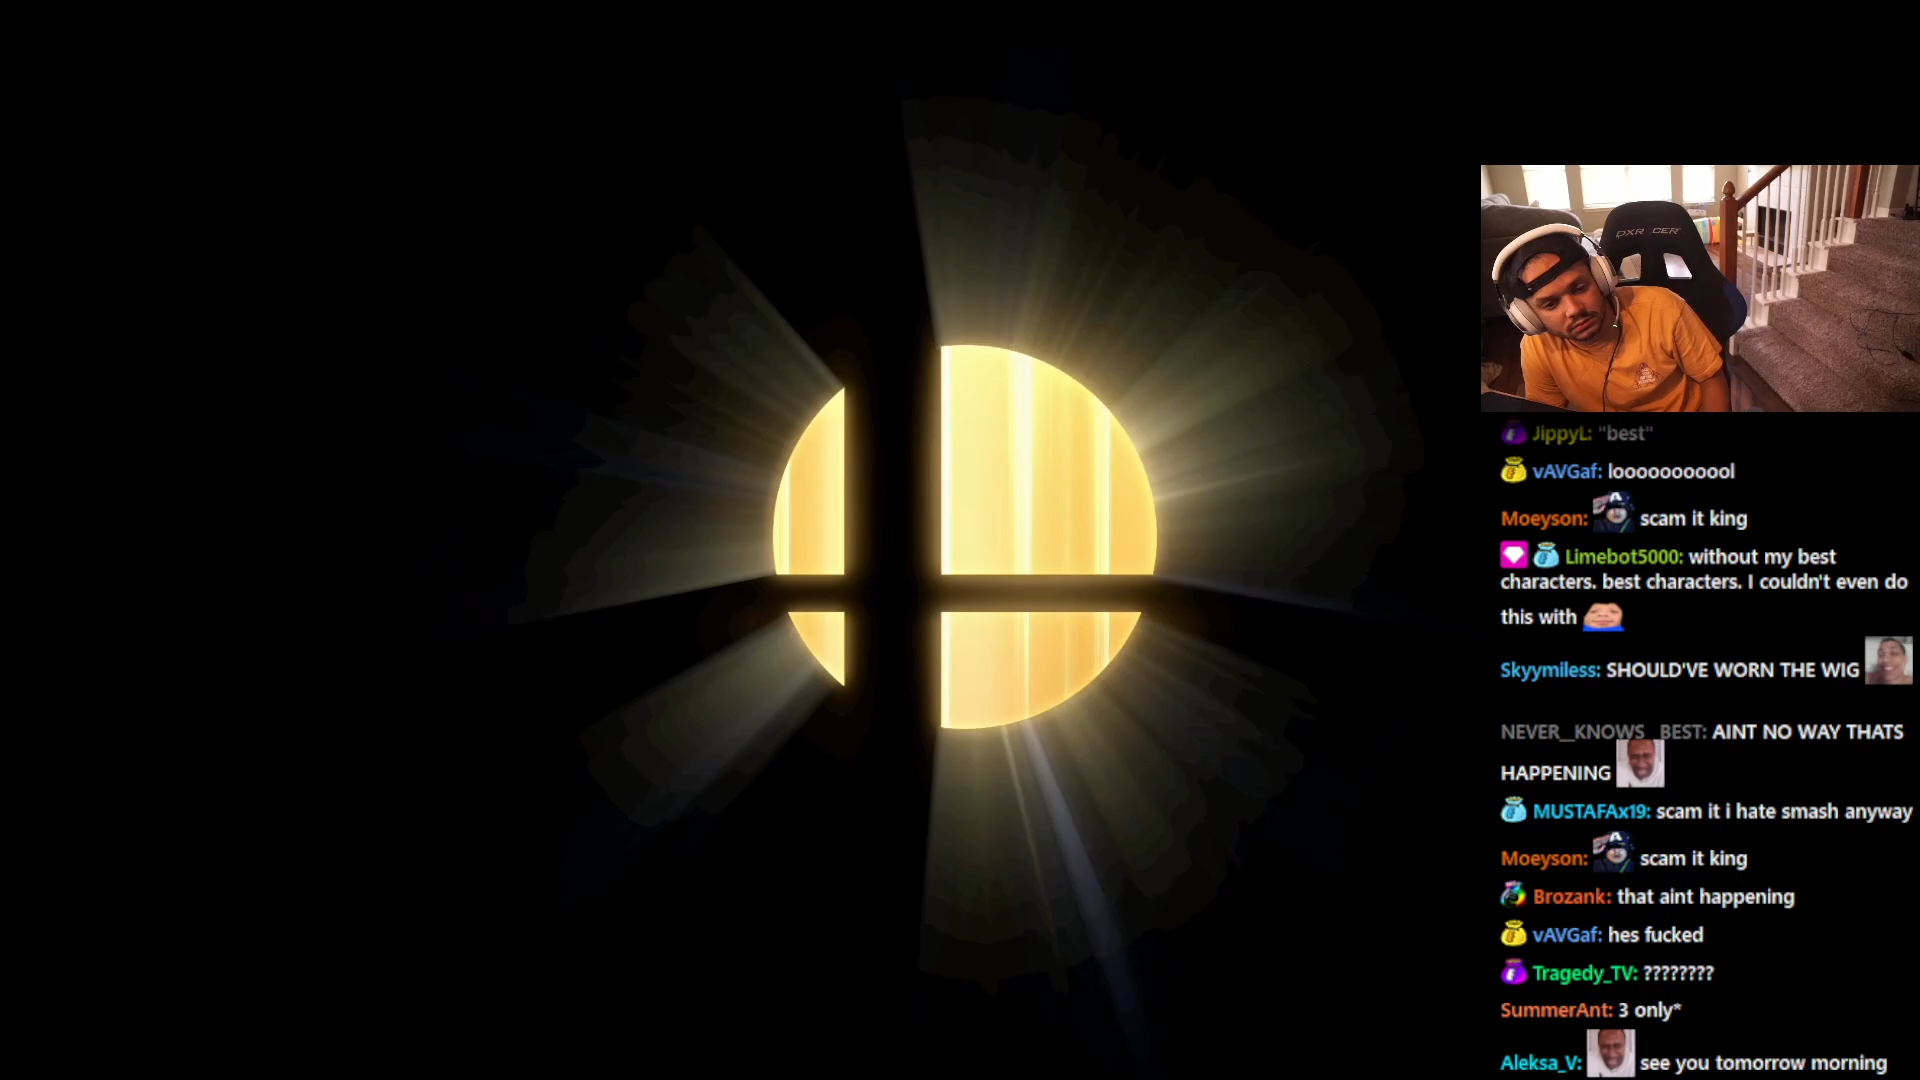 DXRACER
JippyL: "best"
vAVGaf: looooooooool
Moeyson: scam it king
Limebot5000: without my best
characters. best characters. I couldn't even do
this with
Skyymiless: SHOULD'VE WORN THE WIG
NEVER_KNOWS_BEST: AINT NO WAY THATS
HAPPENING
MUSTAFAx19: scam it i hate smash anyway
Moeyson: scam it king
Brozank: that aint happening
vAVGaf: hes fucked
Tragedy_TV: ????????
SummerAnt: 3 only*
Aleksa_V: see you tomorrow morning